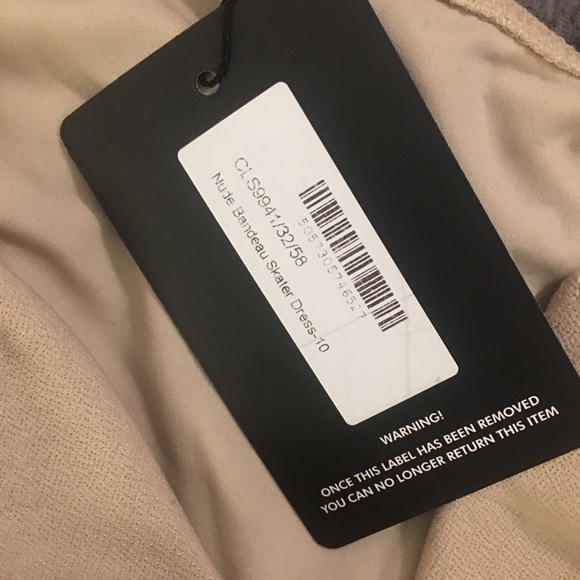 CLS9941/32/58
Nude Bandeau Skater Dress-10
5057305746527
WARNING!
ONCE THIS LABEL HAS BEEN REMOVED
YOU CAN NO LONGER RETURN THIS ITEM